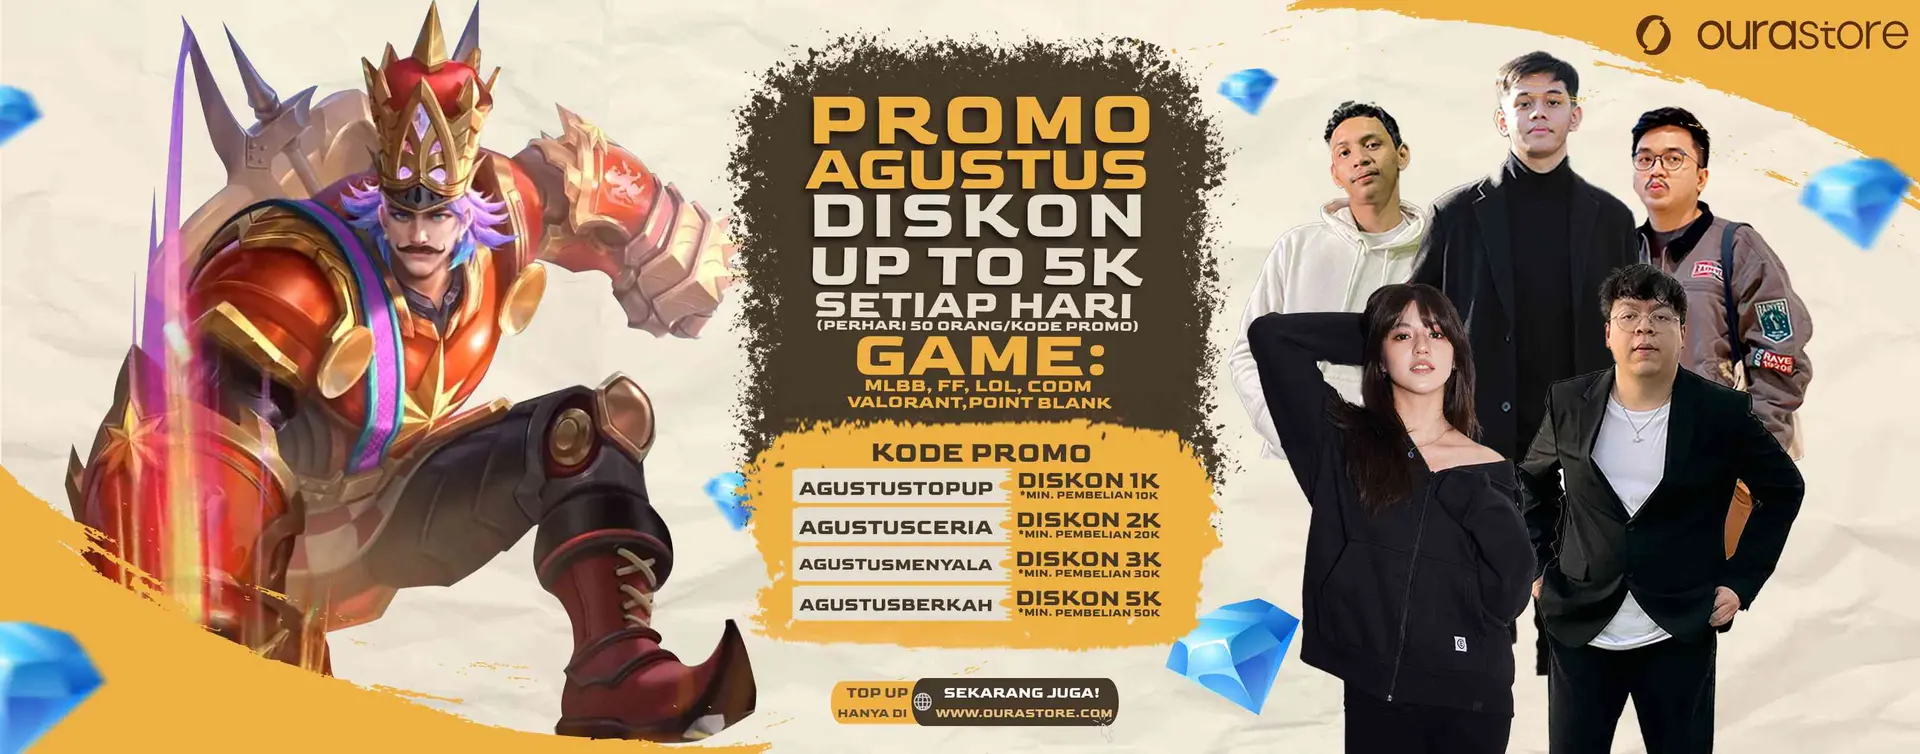 ourastore
PROMO
AGUSTUS
DISKON
UP TO 5K
SETIAP HARI
(PERHARI 50 ORANG/KODE PROMO)
GAME:
MLBB, FF, LOL, CODM
VALORANT,POINT BLANK
KODE PROMO
AGUSTUSTOPUP DISKON 1K
*MIN. PEMBELIAN 10K
AGUSTUSCERIA DISKON 2K
*MIN. PEMBELIAN 20K
AGUSTUSMENYALA DISKON 3K
*MIN. PEMBELIAN 30K
AGUSTUSBERKAH DISKON 5K
*MIN. PEMBELIAN 50K
TOP UP
HANYA DI
SEKARANG JUGA!
WWW.OURASTORE.COM
RAVE